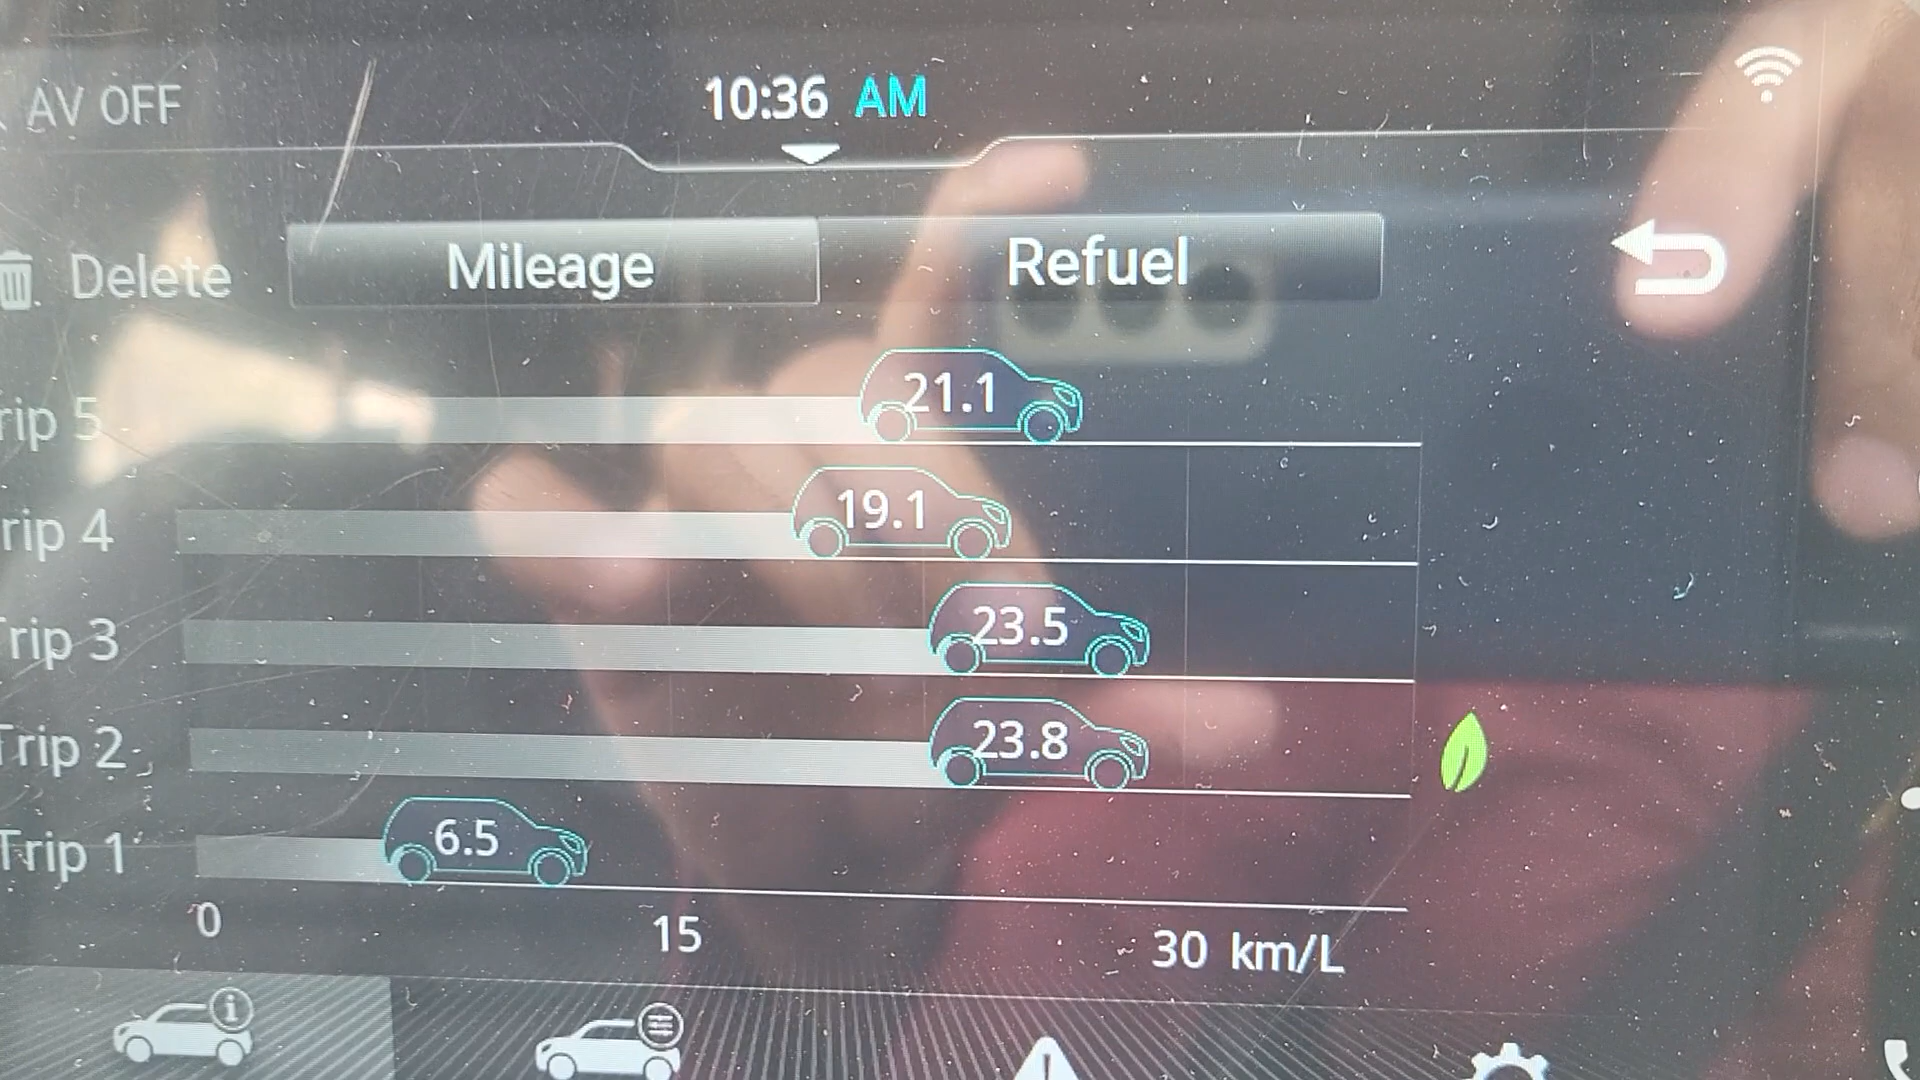 AV OFF
10:36 AM
Delete
Mileage
Refuel
rip 5
21.1
rip 4
19.1
Trip 3
23.5
Trip 2
23.8
Trip 1
6.5
0
15
30 km/L